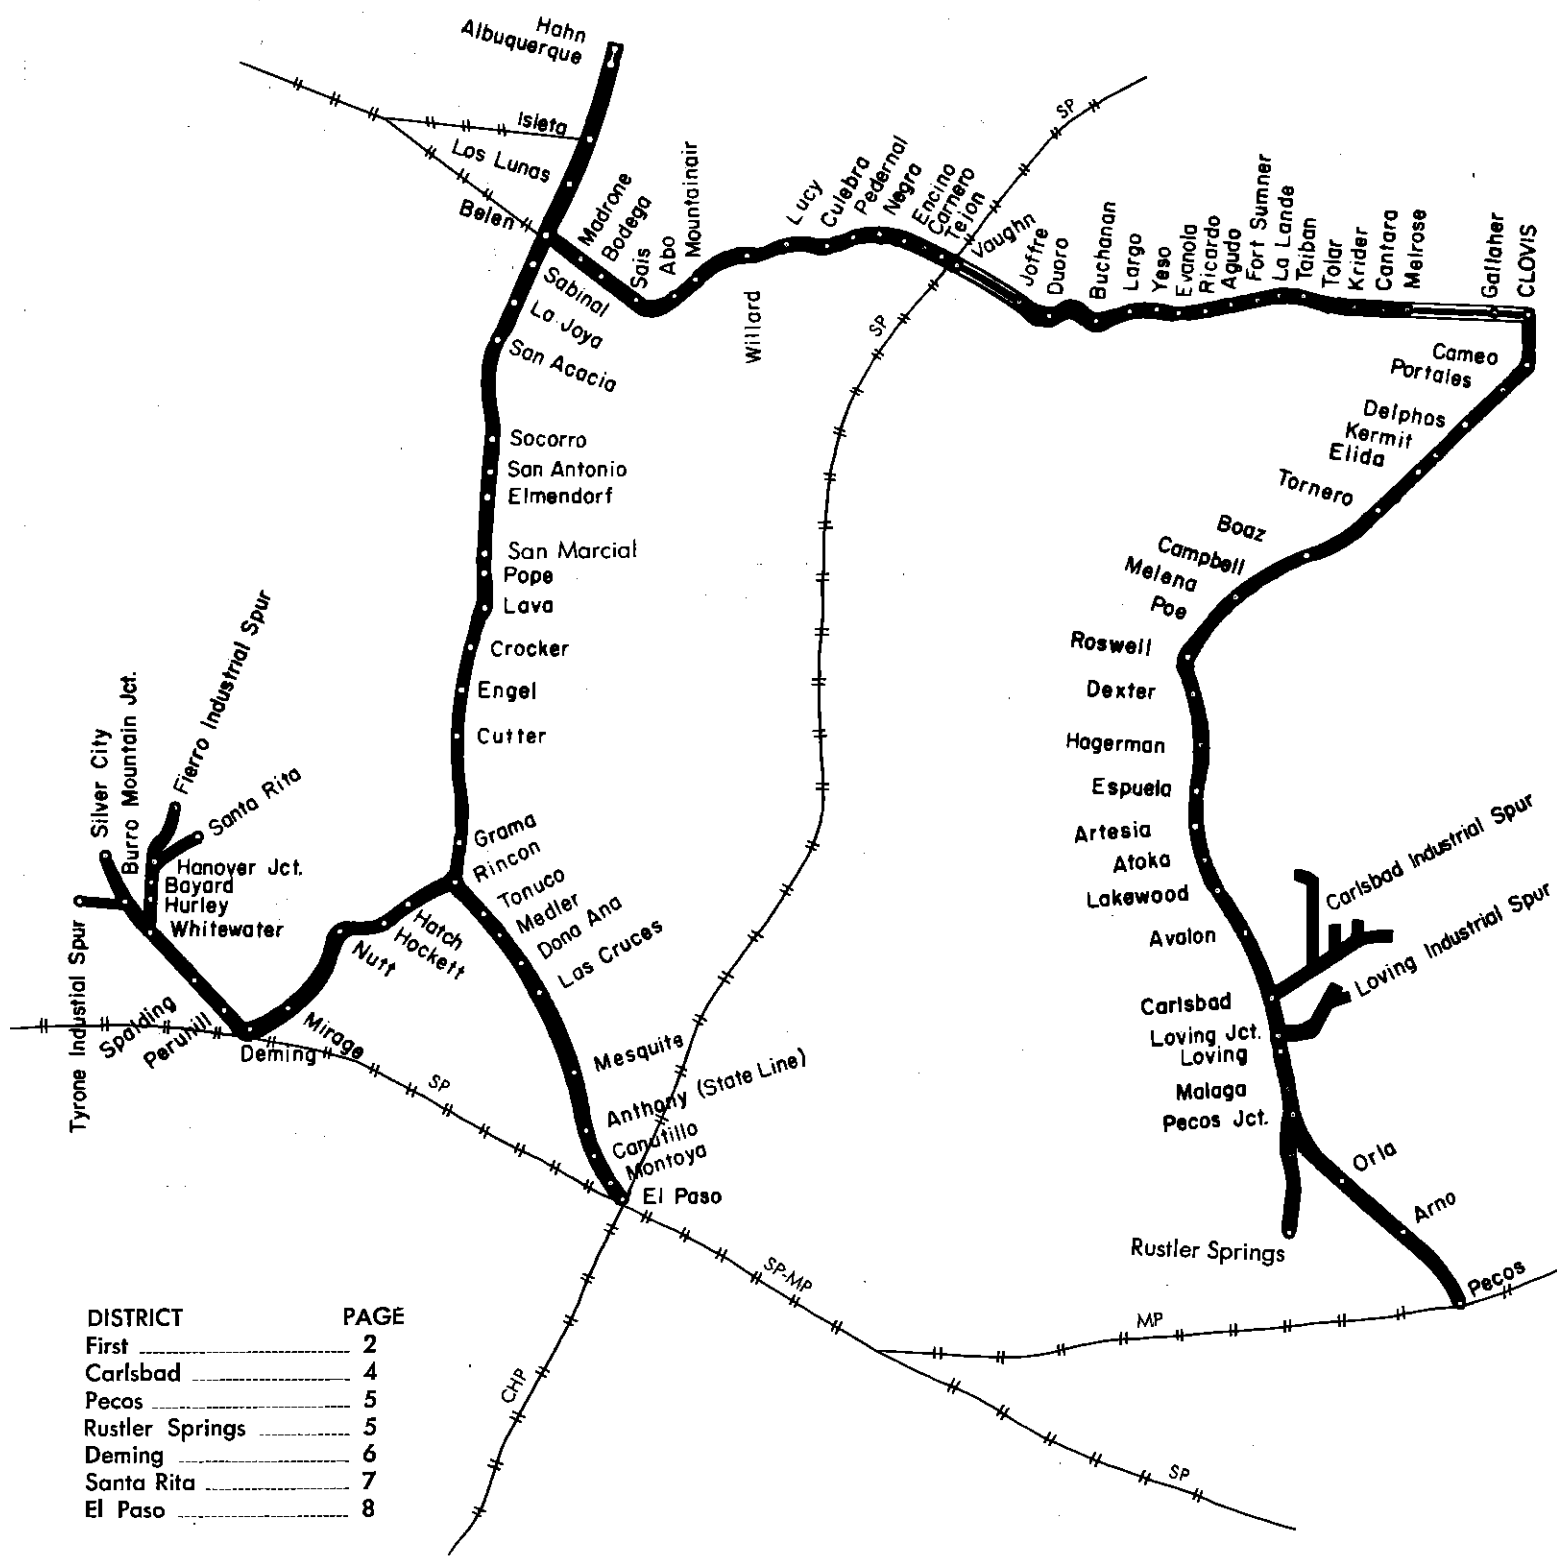 Hahn
Albuquerque
Isleta
Los Lunas
Belen
Madrone
Bodega
Sais
Abo
Mountainair
Willard
Lucy
Culebra
Pedernal
Negra
Encino
Carnero
Tejon
Vaughn
SP
SP
Joffre
Duoro
Buchanan
Largo
Yeso
Evanola
Ricardo
Agudo
Fort Sumner
La Lande
Taiban
Tolar
Krider
Cantara
Melrose
Gallaher
CLOVIS
Cameo
Portales
Delphos
Kermit
Elida
Tornero
Boaz
Campbell
Melena
Poe
Roswell
Dexter
Hagerman
Espuela
Artesia
Atoka
Lakewood
Avalon
Carlsbad Industrial Spur
Loving Industrial Spur
Carlsbad
Loving Jct.
Loving
Malaga
Pecos Jct.
Orla
Arno
Rustler Springs
Pecos
Sabinal
La Joya
San Acacia
Socorro
San Antonio
Elmendorf
San Marcial
Pope
Lava
Crocker
Engel
Cutter
Grama
Rincon
Tonuco
Medler
Dona Ana
Las Cruces
Mesquite
Anthony (State Line)
Canutillo
Montoya
El Paso
Hatch
Hockett
Nutt
Mirage
Deming
Peruhill
Spalding
Tyrone Industial Spur
Silver City
Burro Mountain Jct.
Fierro Industrial Spur
Santa Rita
Hanover Jct.
Bayard
Hurley
Whitewater
SP
SP-MP
MP
CHP
SP
DISTRICT PAGE
First 2
Carlsbad 4
Pecos 5
Rustler Springs 5
Deming 6
Santa Rita 7
El Paso 8